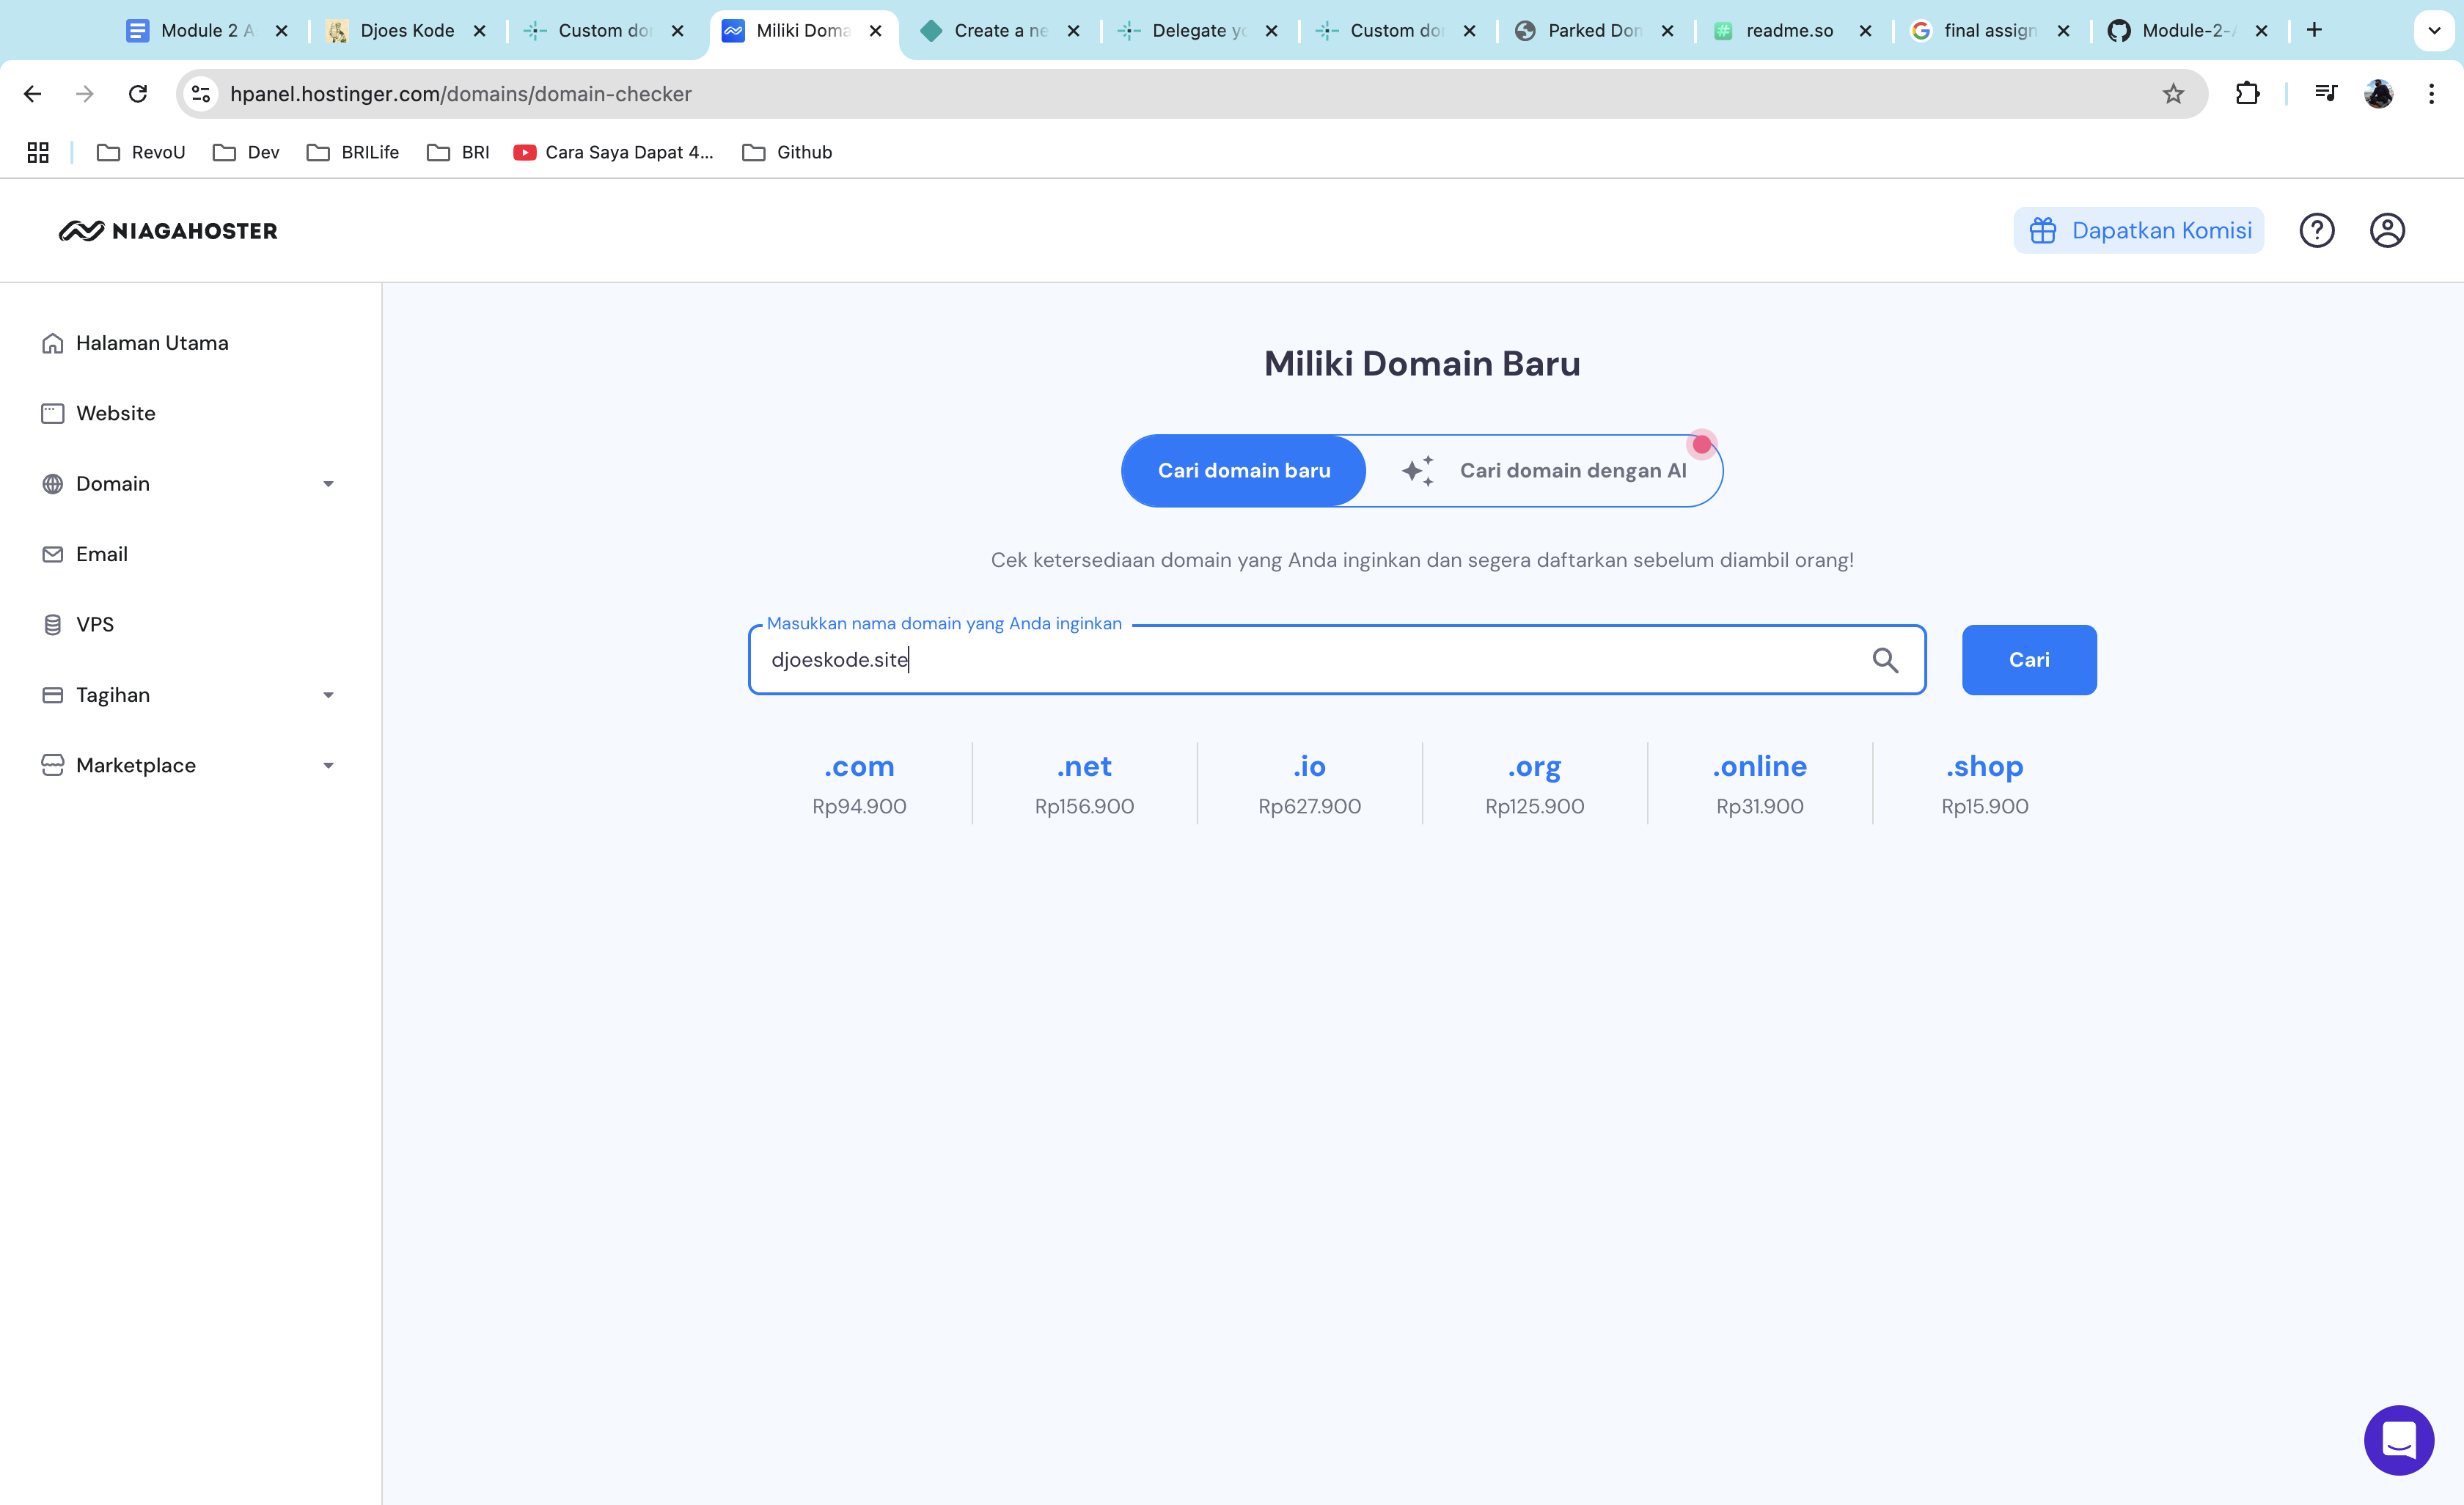 Module 2 A
Djoes Kode
Custom do
Miliki Doma
Create a ne
Delegate yo
Custom do
Parked Dom
readme.so
final assign
Module-2-
hpanel.hostinger.com/domains/domain-checker
RevoU
Dev
BRILife
BRI
Cara Saya Dapat 4...
Github
NIAGAHOSTER
Dapatkan Komisi
Halaman Utama
Website
Domain
Email
VPS
Tagihan
Marketplace
Miliki Domain Baru
Cari domain baru
Cari domain dengan AI
Cek ketersediaan domain yang Anda inginkan dan segera daftarkan sebelum diambil orang!
Masukkan nama domain yang Anda inginkan
djoeskode.site
Cari
.com
Rp94.900
.net
Rp156.900
.io
Rp627.900
.org
Rp125.900
.online
Rp31.900
.shop
Rp15.900